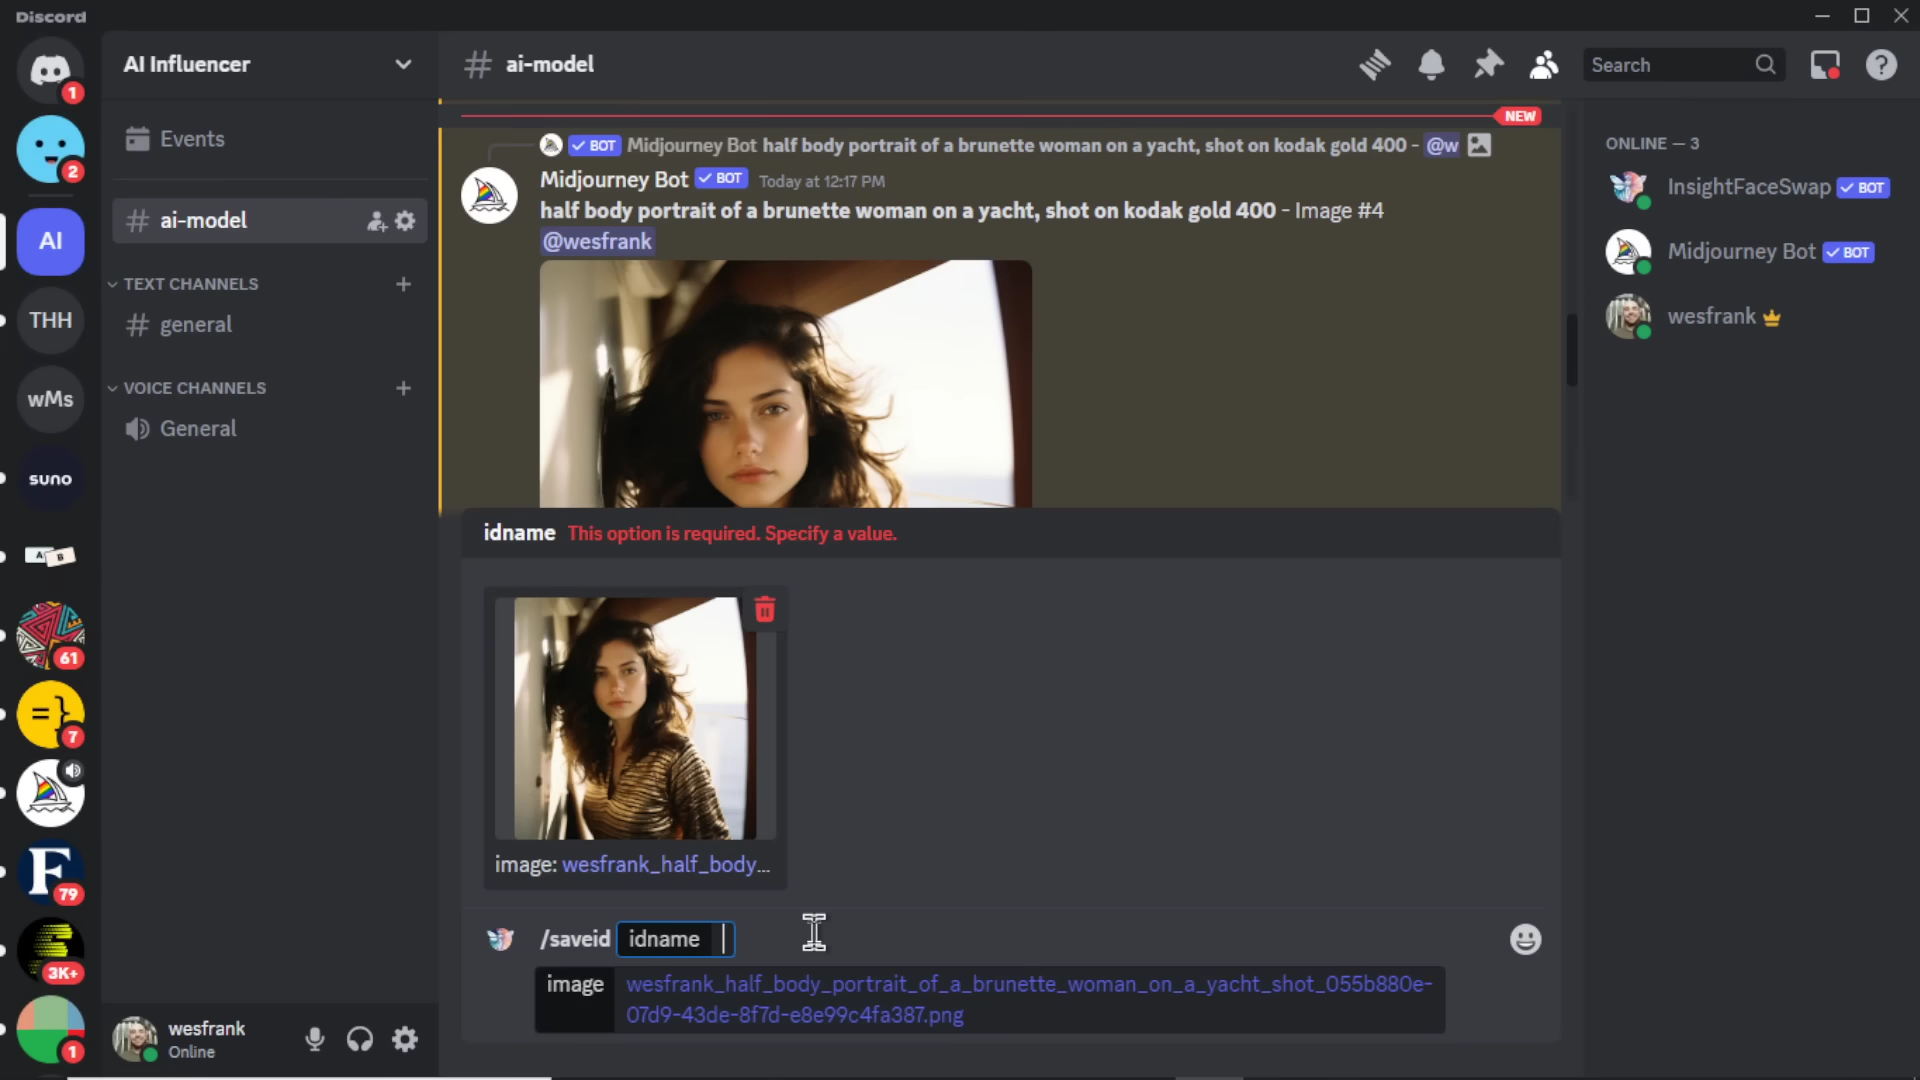 Discord
AI Influencer
# ai-model
Search
1
Events
NEW
ONLINE — 3
BOT Midjourney Bot half body portrait of a brunette woman on a yacht, shot on kodak gold 400 - @w
2
Midjourney Bot BOT Today at 12:17 PM
InsightFaceSwap BOT
half body portrait of a brunette woman on a yacht, shot on kodak gold 400 - Image #4
# ai-model
AI
@wesfrank
Midjourney Bot BOT
TEXT CHANNELS
THH
# general
wesfrank
VOICE CHANNELS
wMs
General
suno
idname This option is required. Specify a value.
A B
61
= }
7
F
79
image: wesfrank_half_body...
/saveid idname
3K+
image wesfrank_half_body_portrait_of_a_brunette_woman_on_a_yacht_shot_055b880e-
07d9-43de-8f7d-e8e99c4fa387.png
wesfrank
Online
1